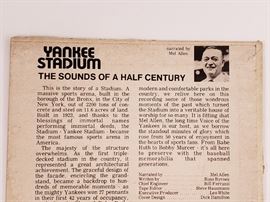 YANKEE
STADIUM
narrated by
Mel Allen
THE SOUNDS OF A HALF CENTURY
This is the story of a Stadium. A
massive sports arena, built in the
borough of the Bronx, in the City of
New York, out of 2200 tons of con-
crete and steel on 11.6 acres of land.
Built in 1923, and thanks to the
blessings of immortal names
performing immortal deeds, the
Stadium - Yankee Stadium - became
the most famous sports arena in
America.
The majesty of the structure
overwhelms. As the first triple
decked stadium in the country, it
represented a great architectural
achievement. The graceful design of
the facade, encircling the grand-
stand, became a backdrop for hun-
dreds of memorable moments - as
the mighty Yankees won 27 pennants
in their first 42 years of occupancy.
modern and comfortable parks in the
country, we relive here on this
recording some of those wondrous
moments of the past which turned
the Stadium into a veritable house of
worship for so many. It is fitting that
Mel Allen, the long time Voice of the
Yankees is our host, as we borrow
the standout minutes of glory which
rose from 50 years of enjoyment in
the hearts of sports fans. From Babe
Ruth to Bobby Murcer - it's all here
to preserve with the baseball
memorabilia that spanned
generations.
Narrated by Mel Allen
Written by
Chief Engineer Bill Ferruzzi
Tape Editor Steve Baumann
Executive Producer Lew White
Cover Design Dick Hamilton